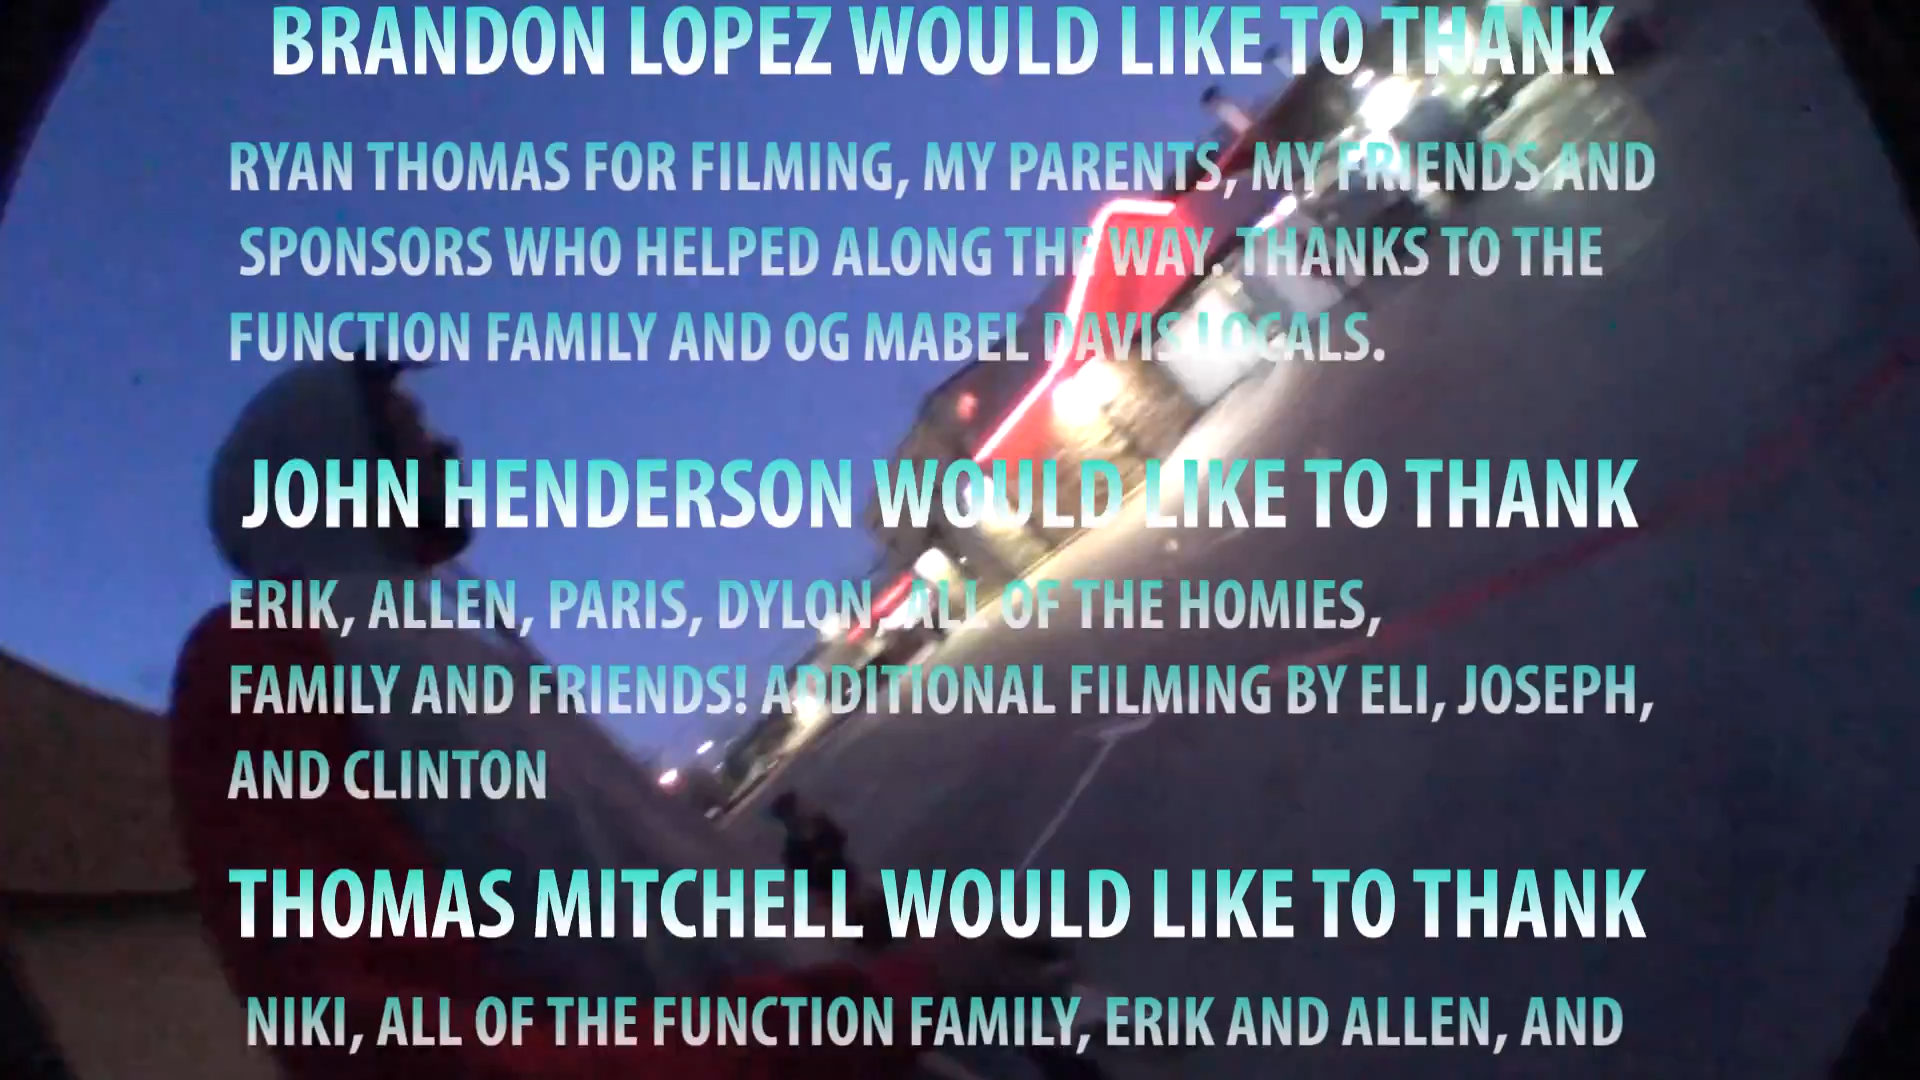 BRANDON LOPEZ WOULD LIKE TO THANK
RYAN THOMAS FOR FILMING, MY PARENTS, MY FRIENDS AND
SPONSORS WHO HELPED ALONG THE WAY. THANKS TO THE
FUNCTION FAMILY AND OG MABEL DAVIS LOCALS.
JOHN HENDERSON WOULD LIKE TO THANK
ERIK, ALLEN, PARIS, DYLON, ALL OF THE HOMIES,
FAMILY AND FRIENDS! ADDITIONAL FILMING BY ELI, JOSEPH,
AND CLINTON
THOMAS MITCHELL WOULD LIKE TO THANK
NIKI, ALL OF THE FUNCTION FAMILY, ERIK AND ALLEN, AND